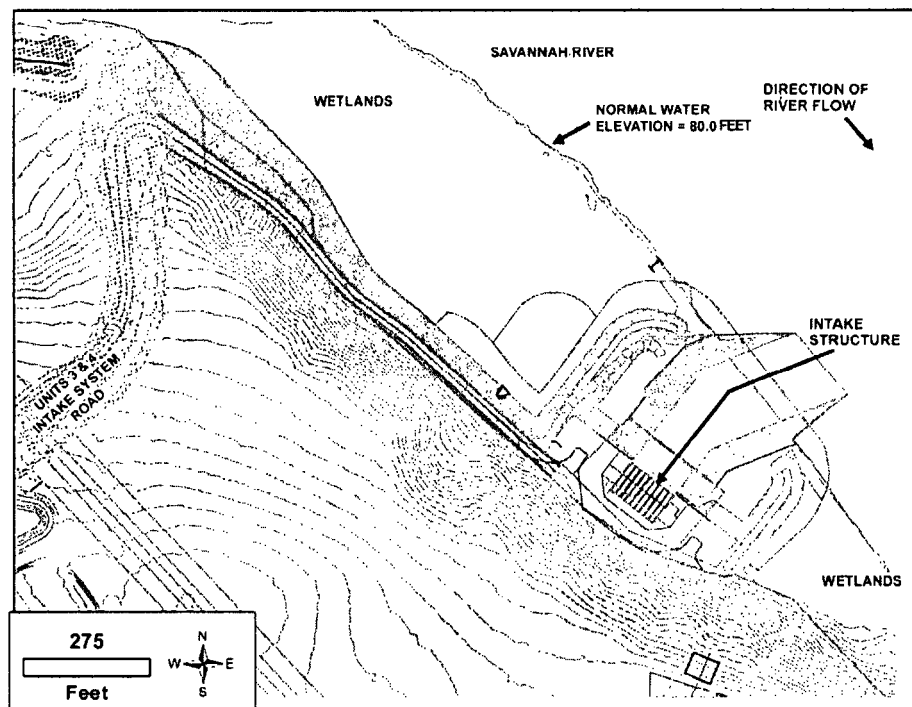 SAVANNAH RIVER
WETLANDS
DIRECTION OF
RIVER FLOW
NORMAL WATER
ELEVATION = 80.0 FEET
INTAKE
STRUCTURE
UNITS 3 & 4
INTAKE SYSTEM
ROAD
WETLANDS
275
Feet
N
W E
S